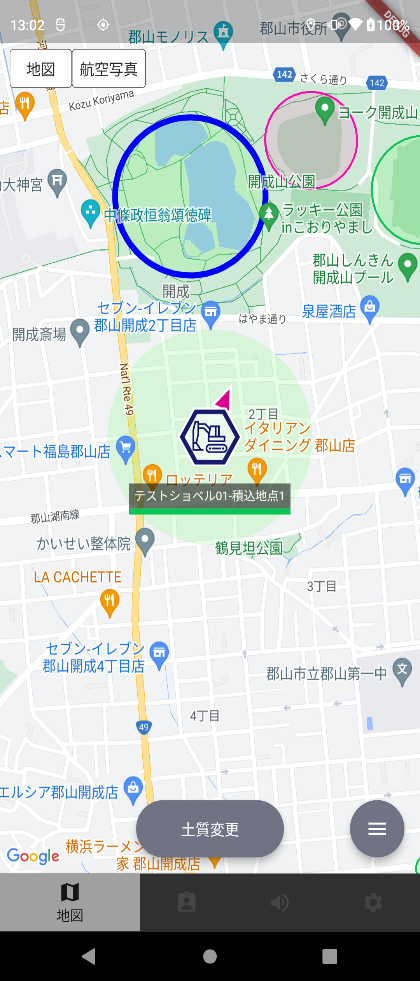 13:02
100%
郡山モノリス
郡山市役所
地図
航空写真
142
さくら通り
142
Kozu Koriyama
ヨーク開成山
開成山公園
中條政恒翁頌徳碑
ラッキー公園
inこおりやまし
郡山しんきん
開成山プール
開成
セブン-イレブン
郡山開成2丁目店
泉屋酒店
はやま通り
開成斎場
Nat'l Rte 49
2丁目
イタリアン
ダイニング 郡山店
スマート福島郡山店
ロッテリア
テストショベル01-積込地点1
郡山湖南線
かいせい整体院
鶴見坦公園
LA CACHETTE
3丁目
セブン-イレブン
郡山開成4丁目店
郡山市立郡山第一中
文
4丁目
49
エルシア郡山開成店
土質変更
横浜ラーメン
家 郡山開成店
Google
地図